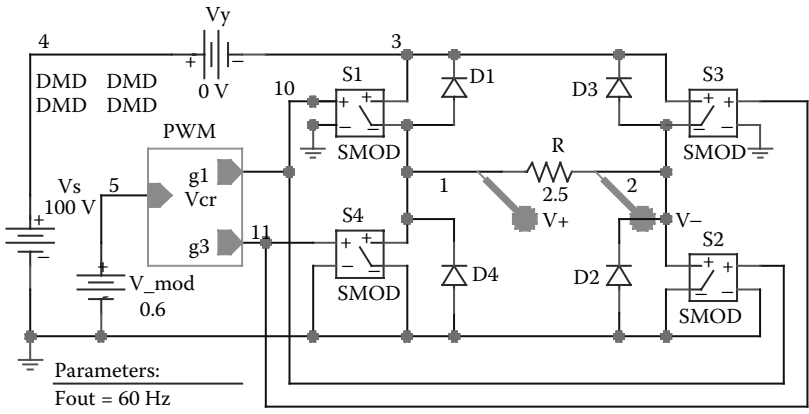 Vy
4
+
−
3
0 V
DMD DMD
DMD DMD
10
S1
+ +
− −
SMOD
D1
D3
S3
+ +
− −
SMOD
PWM
g1
Vcr
g3
5
Vs
100 V
+
−
11
R
2.5
1
2
V+
V−
S4
+ +
− −
SMOD
D4
D2
S2
+ +
− −
SMOD
+
−
V_mod
0.6
Parameters:
Fout = 60 Hz